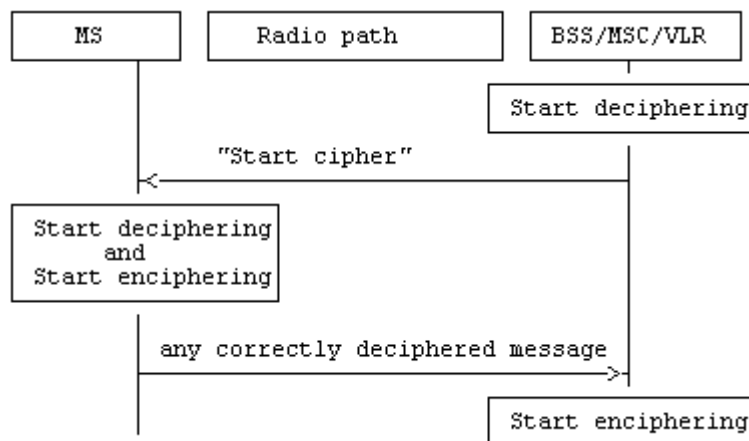 MS
Radio path
BSS/MSC/VLR
Start deciphering
"Start cipher"
Start deciphering
and
Start enciphering
any correctly deciphered message
Start enciphering